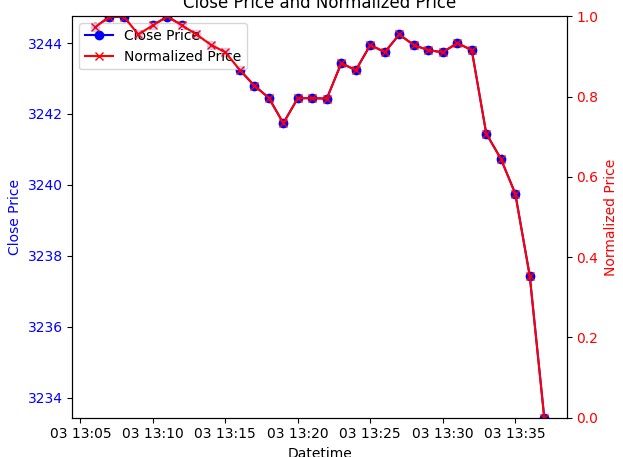 Close Price and Normalized Price
Close Price
Normalized Price
3244
3242
3240
3238
3236
3234
Close Price
1.0
0.8
0.6
0.4
0.2
0.0
Normalized Price
03 13:05 03 13:10 03 13:15 03 13:20 03 13:25 03 13:30 03 13:35
Datetime